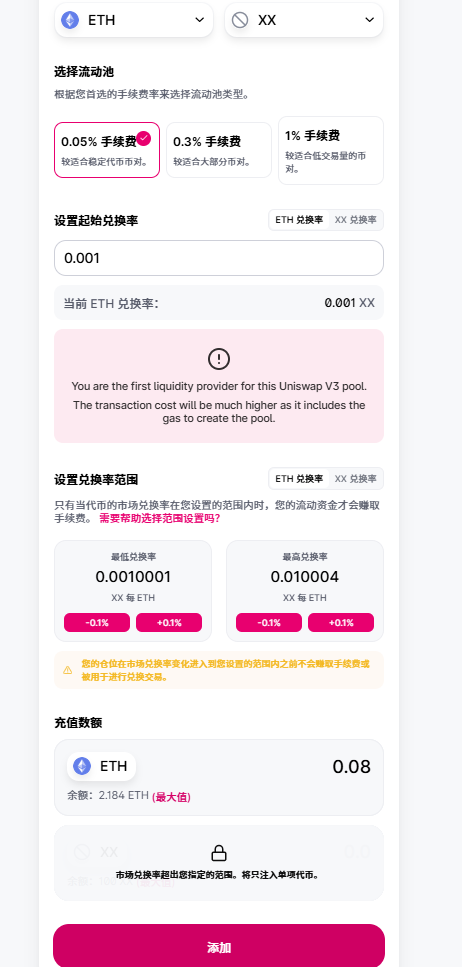 ETH
XX
选择流动池
根据您首选的手续费率来选择流动池类型。
0.05% 手续费
较适合稳定代币币对。
0.3% 手续费
较适合大部分币对。
1% 手续费
较适合低交易量的币
对。
设置起始兑换率
ETH 兑换率
XX 兑换率
0.001
当前 ETH 兑换率：
0.001 XX
You are the first liquidity provider for this Uniswap V3 pool.
The transaction cost will be much higher as it includes the
gas to create the pool.
设置兑换率范围
ETH 兑换率
XX 兑换率
只有当代币的市场兑换率在您设置的范围内时，您的流动资金才会赚取
手续费。 需要帮助选择范围设置吗?
最低兑换率
0.0010001
XX 每 ETH
-0.1%
+0.1%
最高兑换率
0.010004
XX 每 ETH
-0.1%
+0.1%
您的仓位在市场兑换率变化进入到您设置的范围内之前不会赚取手续费或
被用于进行兑换交易。
充值数额
ETH
0.08
余额：2.184 ETH (最大值)
XX
0.0
市场兑换率超出您指定的范围。将只注入单项代币。
添加